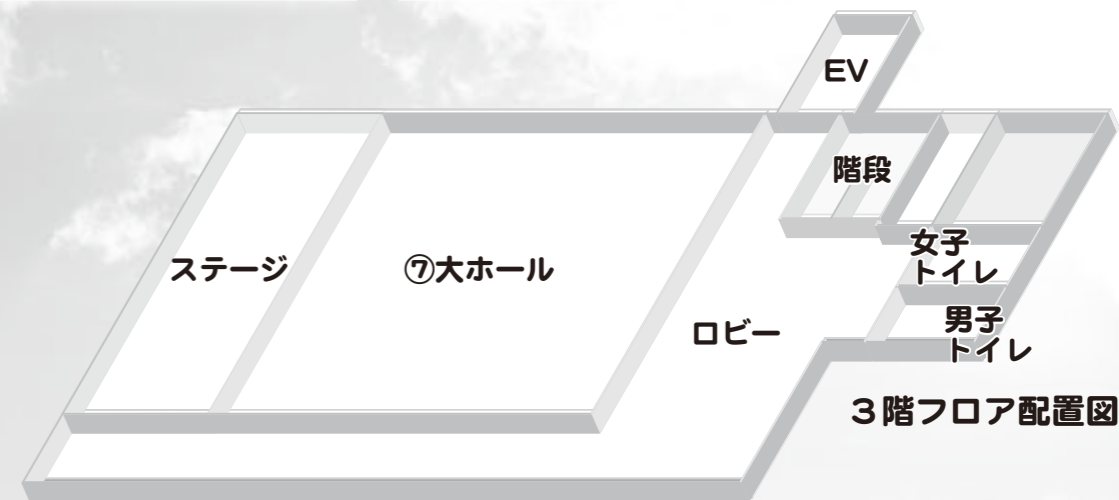 EV
階段
ステージ
⑦大ホール
女子
トイレ
ロビー
男子
トイレ
３階フロア配置図